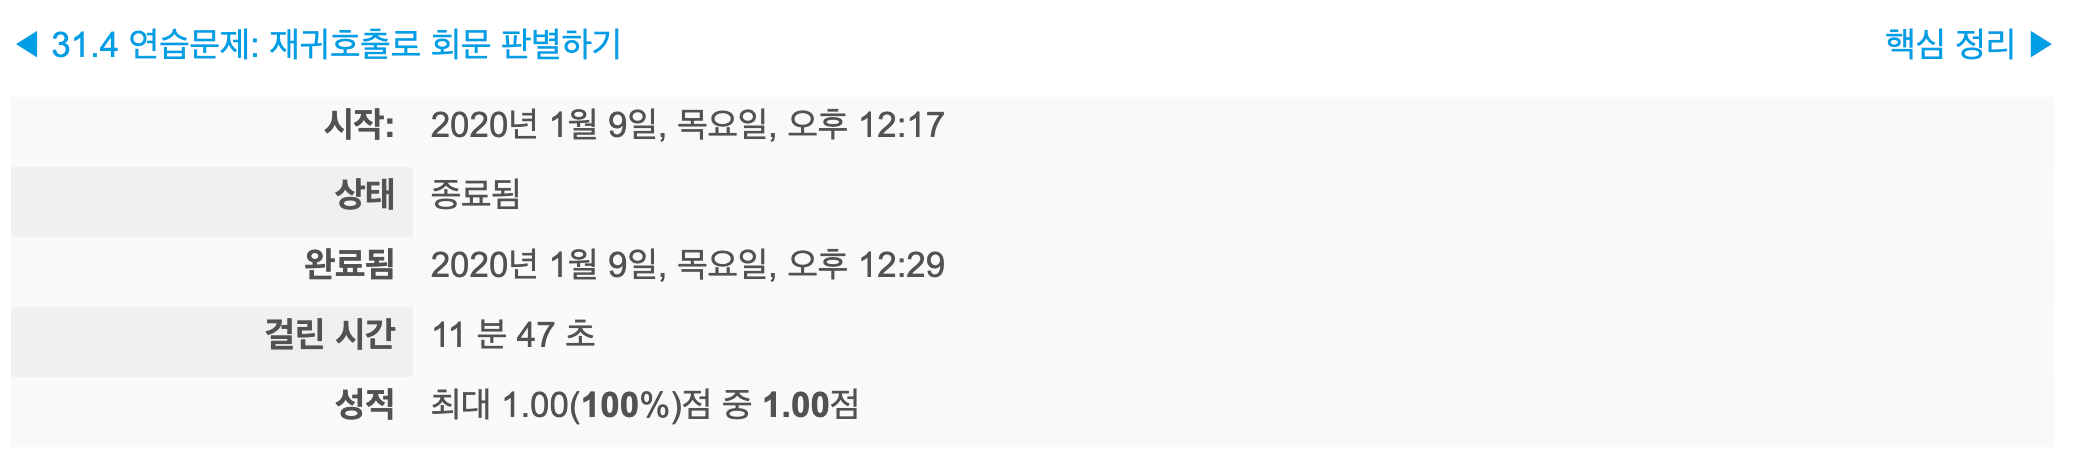 ◀ 31.4 연습문제: 재귀호출로 회문 판별하기 핵심 정리 ▶
시작: 2020년 1월 9일, 목요일, 오후 12:17
상태 종료됨
완료됨 2020년 1월 9일, 목요일, 오후 12:29
걸린 시간 11 분 47 초
성적 최대 1.00(100%)점 중 1.00점